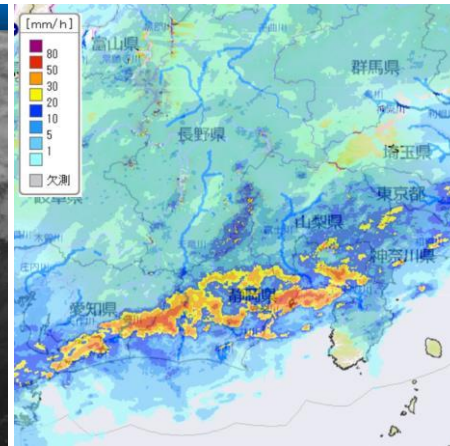 [mm/h]
80
50
30
20
10
5
1
欠測
富山県
群馬県
長野県
埼玉県
東京都
山梨県
神奈川県
愛知県
静岡県